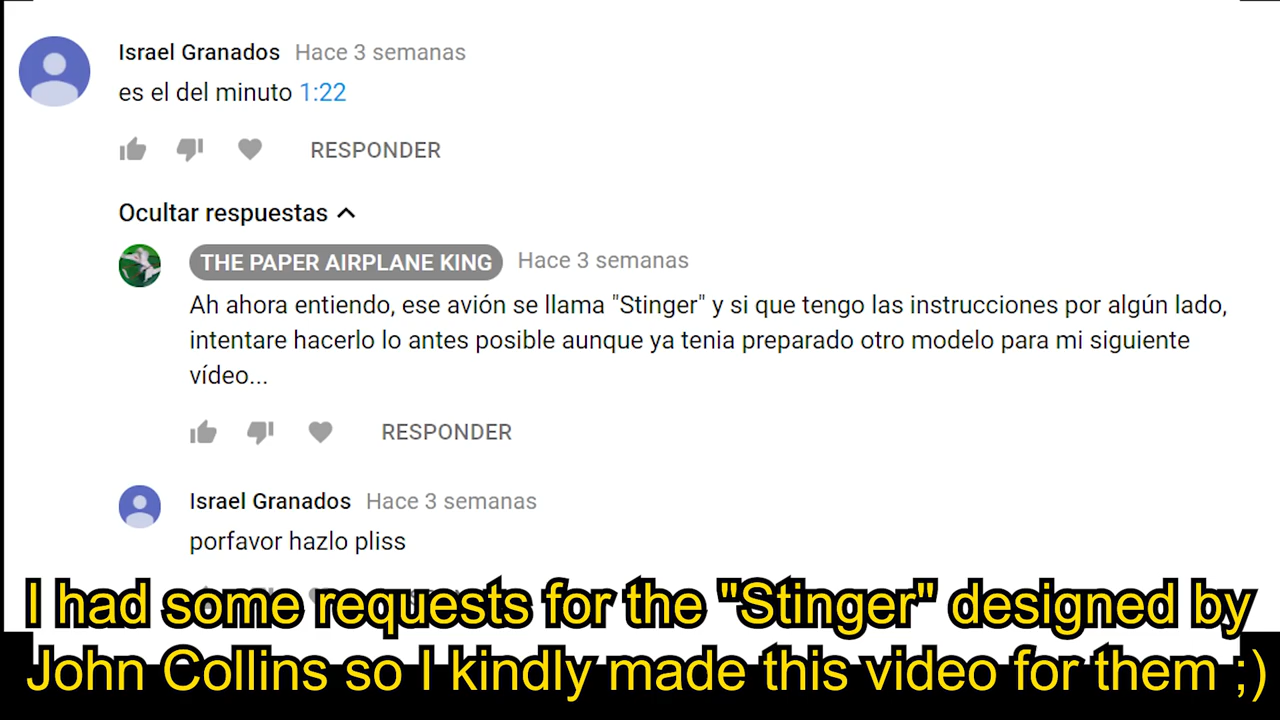 Israel Granados Hace 3 semanas
es el del minuto 1:22
RESPONDER
Ocultar respuestas
THE PAPER AIRPLANE KING Hace 3 semanas
Ah ahora entiendo, ese avión se llama "Stinger" y si que tengo las instrucciones por algún lado,
intentare hacerlo lo antes posible aunque ya tenia preparado otro modelo para mi siguiente
vídeo...
RESPONDER
Israel Granados Hace 3 semanas
porfavor hazlo pliss
I had some requests for the "Stinger" designed by
John Collins so I kindly made this video for them ;)